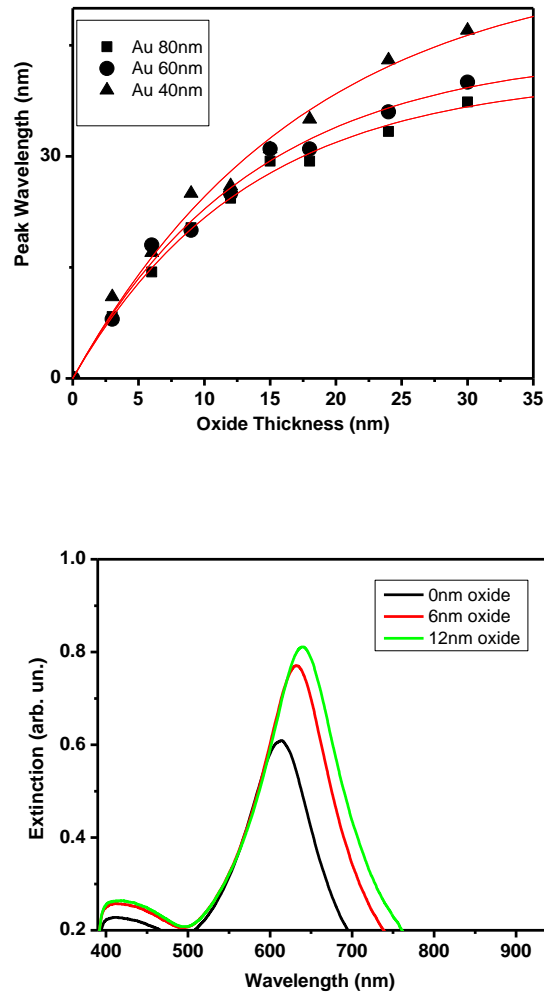 Au 80nm
Au 60nm
Au 40nm
Peak Wavelength (nm)
30
0
0 5 10 15 20 25 30 35
Oxide Thickness (nm)
1.0
0.8
0.6
0.4
0.2
Extinction (arb. un.)
0nm oxide
6nm oxide
12nm oxide
400 500 600 700 800 900
Wavelength (nm)